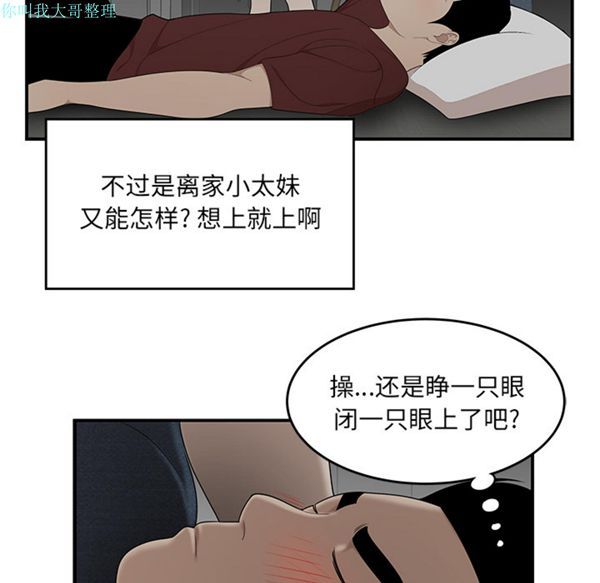 你叫我大哥整理
不过是离家小太妹
又能怎样? 想上就上啊
操...还是睁一只眼
闭一只眼上了吧?